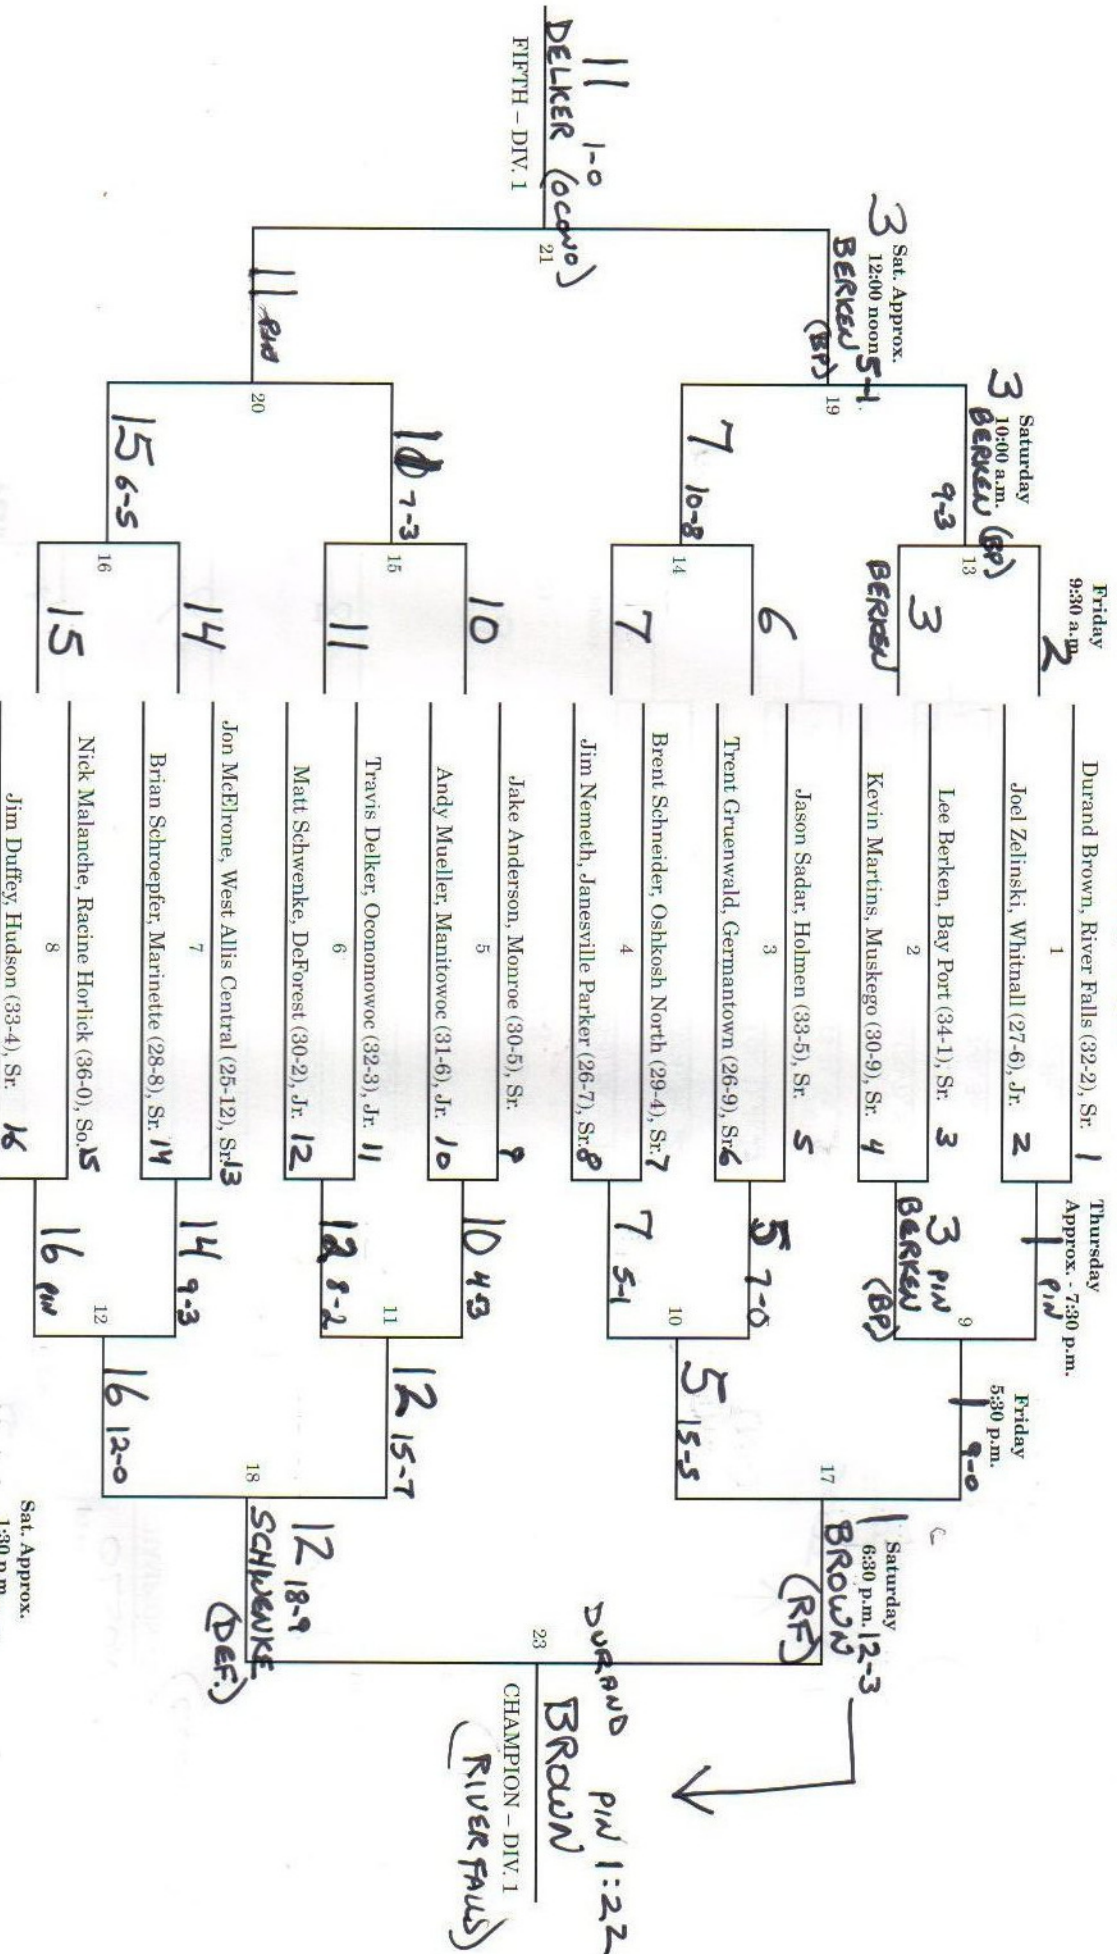 Friday
9:30 a.m.
Saturday
10:00 a.m.
Sat. Approx.
12:00 noon
Thursday
Approx. - 7:30 p.m.
Friday
5:30 p.m.
Saturday
6:30 p.m.
Sat. Approx.
1:30 p.m.
Durand Brown, River Falls (32-2), Sr. 1
1
Joel Zelinski, Whitnall (27-6), Jr. 2
Lee Berken, Bay Port (34-1), Sr. 3
2
Kevin Martins, Muskego (30-9), Sr. 4
Jason Sadar, Holmen (33-5), Sr. 5
3
Trent Gruenwald, Germantown (26-9), Sr. 6
Brent Schneider, Oshkosh North (29-4), Sr. 7
4
Jim Nemeth, Janesville Parker (26-7), Sr. 8
Jake Anderson, Monroe (30-5), Sr. 9
5
Andy Mueller, Manitowoc (31-6), Jr. 10
Travis Delker, Oconomowoc (32-3), Jr. 11
6
Matt Schwenke, DeForest (30-2), Jr. 12
Jon McElrone, West Allis Central (25-12), Sr. 13
7
Brian Schroepfer, Marinette (28-8), Sr. 14
Nick Malanche, Racine Horlick (36-0), So. 15
8
Jim Duffey, Hudson (33-4), Sr. 16
1 PIN
9
3 PIN
BERKEN
(BP)
5 7-0
10
7 5-1
10 4-3
11
12 8-2
14 9-3
12
16 PIN
1 9-0
17
5 15-5
12 15-7
18
16 12-0
1
12-3
BROWN
(RF)
23
12 18-9
SCHWENKE
(DEF.)
DURAND PIN 1:22
BROWN
CHAMPION – DIV. 1
(RIVER FALLS)
2
13
3
BERKEN
6
14
7
10
15
11
14
16
15
3
BERKEN (BP)
9-3
19
7 10-8
7-3
20
15 6-5
3
BERKEN 5-1
(BP)
21
11 PIN
11 1-0
DELKER (OCONO)
FIFTH – DIV. 1